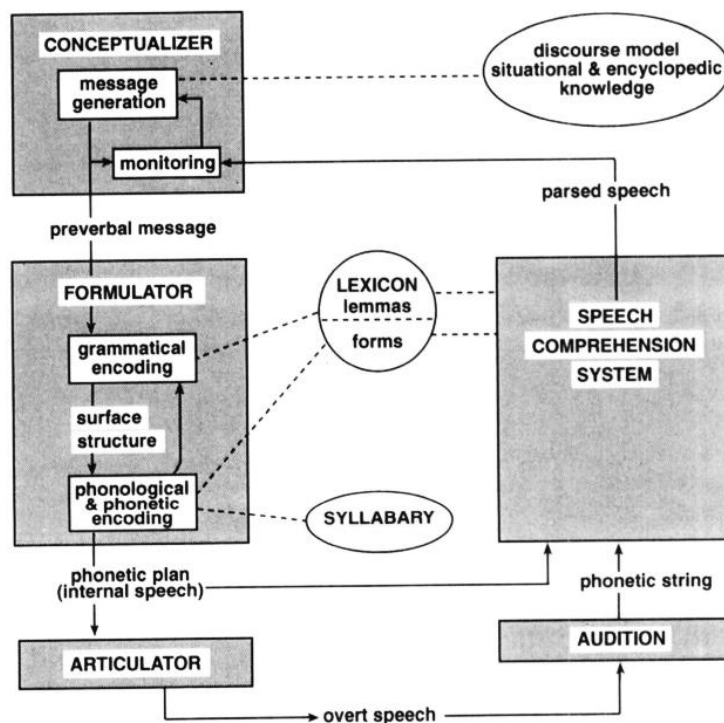 CONCEPTUALIZER
message
generation
monitoring
discourse model
situational & encyclopedic
knowledge
parsed speech
preverbal message
FORMULATOR
grammatical
encoding
surface
structure
phonological
& phonetic
encoding
LEXICON
lemmas
forms
SYLLABARY
SPEECH
COMPREHENSION
SYSTEM
phonetic plan
(internal speech)
phonetic string
ARTICULATOR
AUDITION
overt speech